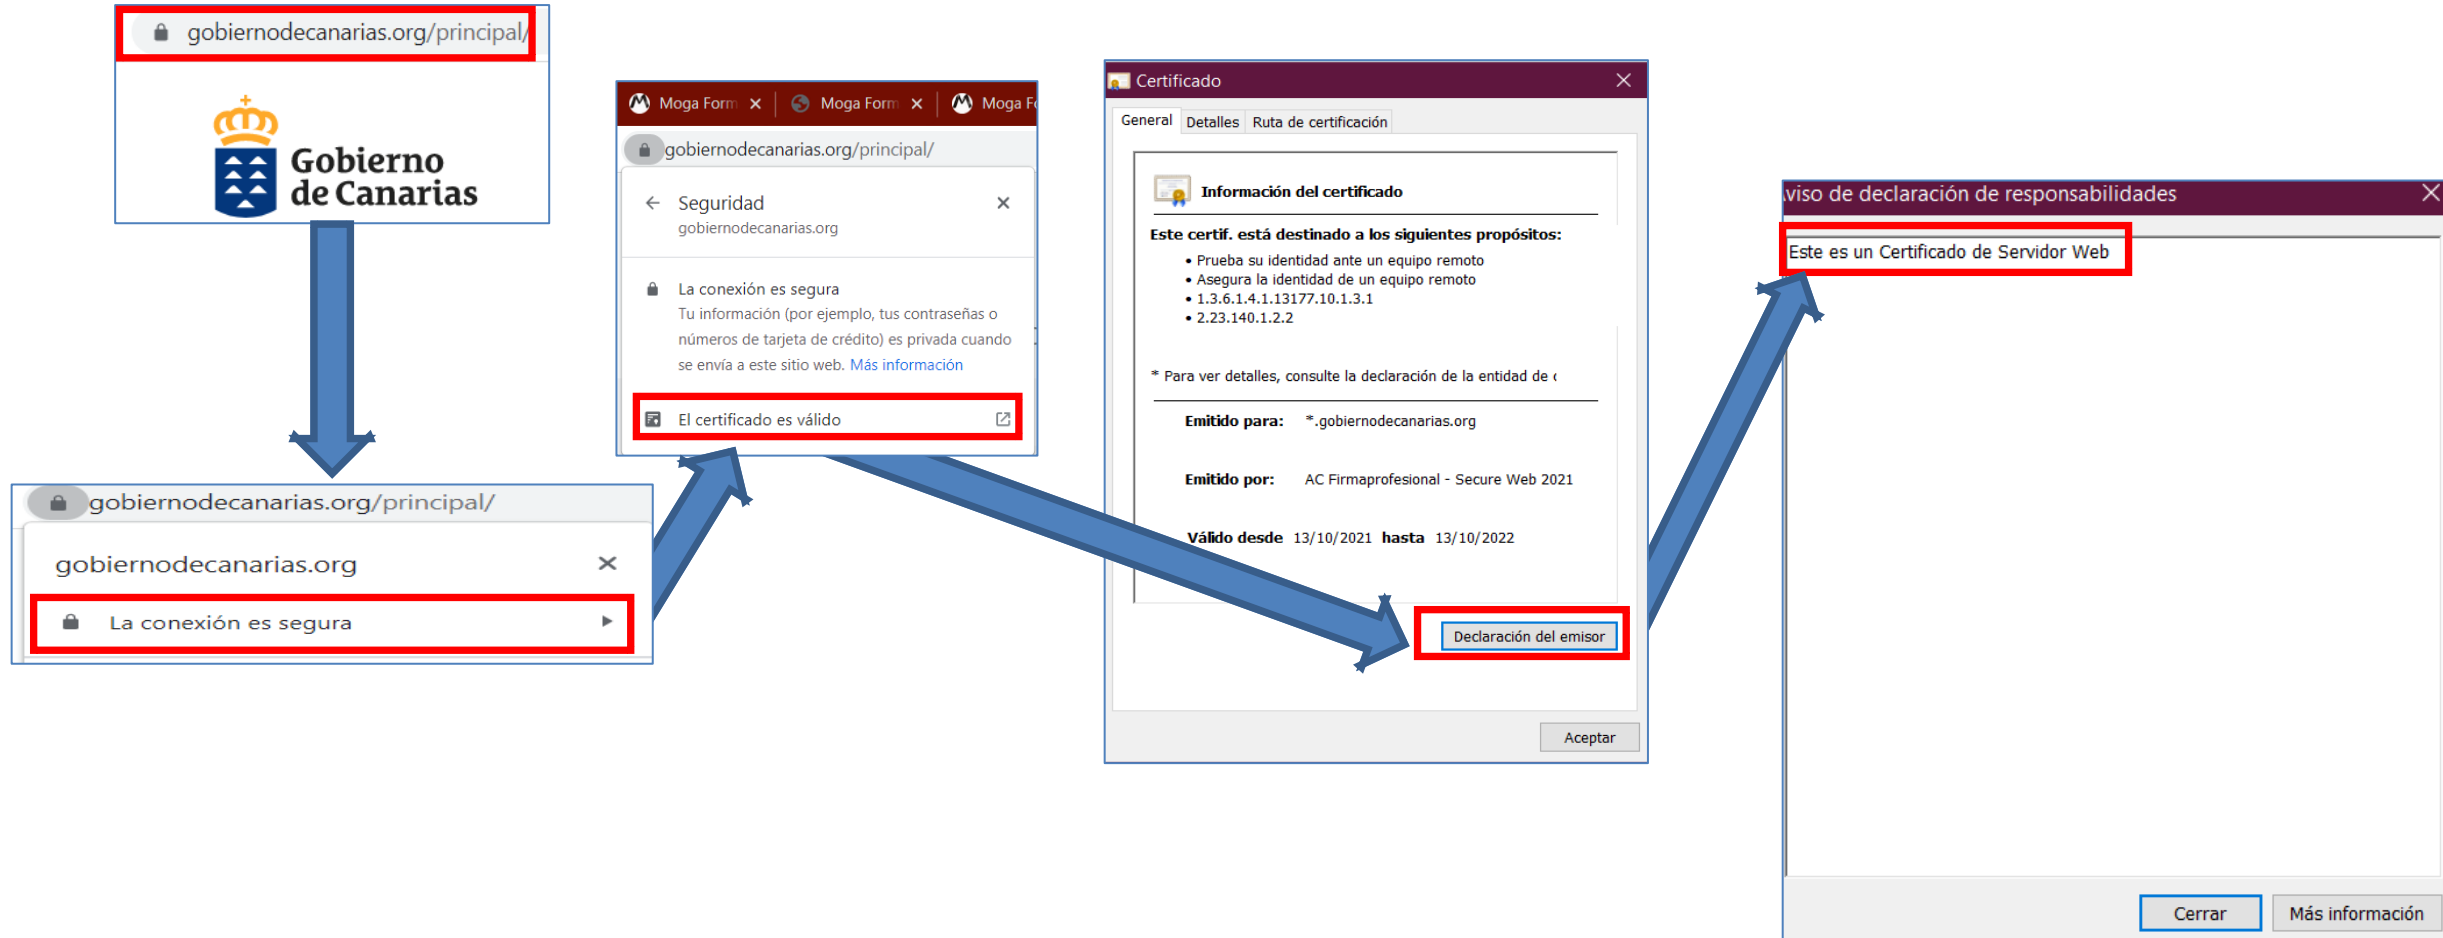 gobiernodecanarias.org/principal/
Gobierno
de Canarias
gobiernodecanarias.org/principal/
gobiernodecanarias.org
La conexión es segura
Moga Form
Moga Form
Moga Fo
gobiernodecanarias.org/principal/
Seguridad
gobiernodecanarias.org
La conexión es segura
Tu información (por ejemplo, tus contraseñas o
números de tarjeta de crédito) es privada cuando
se envía a este sitio web. Más información
El certificado es válido
Certificado
General Detalles Ruta de certificación
Información del certificado
Este certif. está destinado a los siguientes propósitos:
• Prueba su identidad ante un equipo remoto
• Asegura la identidad de un equipo remoto
• 1.3.6.1.4.1.13177.10.1.3.1
• 2.23.140.1.2.2
* Para ver detalles, consulte la declaración de la entidad de
Emitido para: *.gobiernodecanarias.org
Emitido por: AC Firmaprofesional - Secure Web 2021
Válido desde 13/10/2021 hasta 13/10/2022
Declaración del emisor
Aceptar
viso de declaración de responsabilidades
Este es un Certificado de Servidor Web
Cerrar
Más información